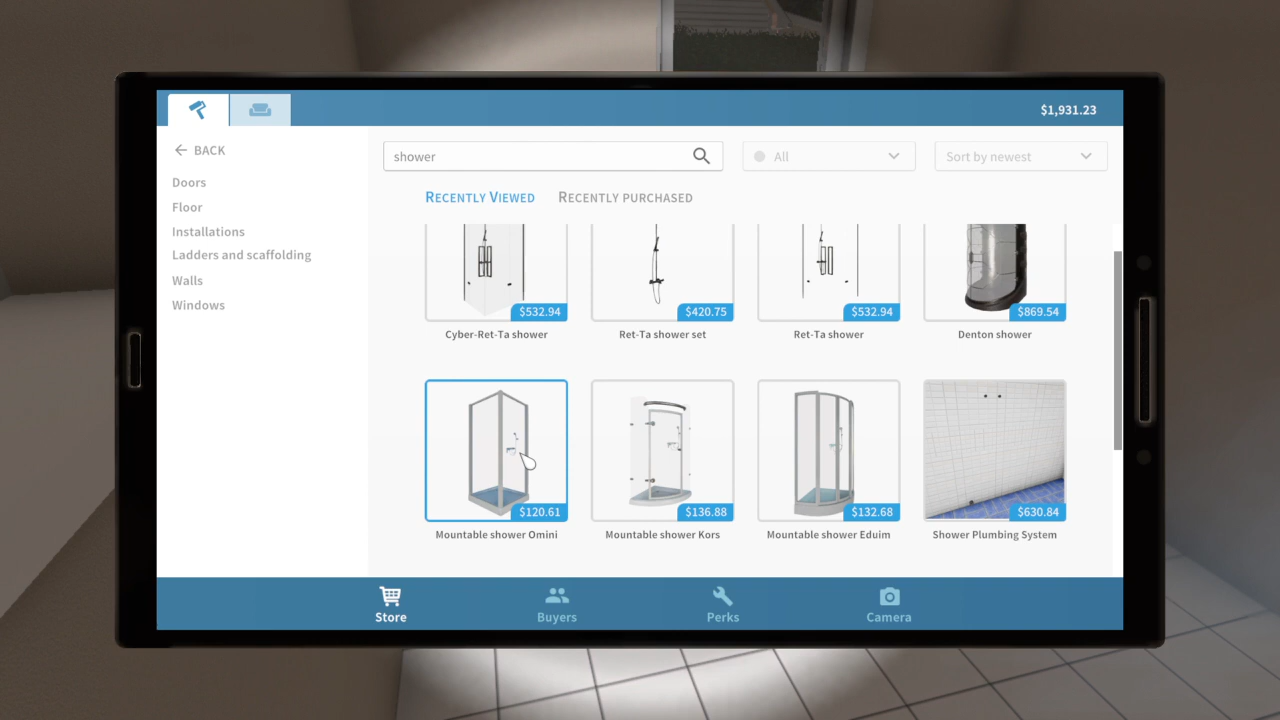 $1,931.23
BACK
Doors
Floor
Installations
Ladders and scaffolding
Walls
Windows
shower
All
Sort by newest
RECENTLY VIEWED
RECENTLY PURCHASED
$532.94
$420.75
$532.94
$869.54
Cyber-Ret-Ta shower
Ret-Ta shower set
Ret-Ta shower
Denton shower
$120.61
$136.88
$132.68
$630.84
Mountable shower Omini
Mountable shower Kors
Mountable shower Eduim
Shower Plumbing System
Store
Buyers
Perks
Camera